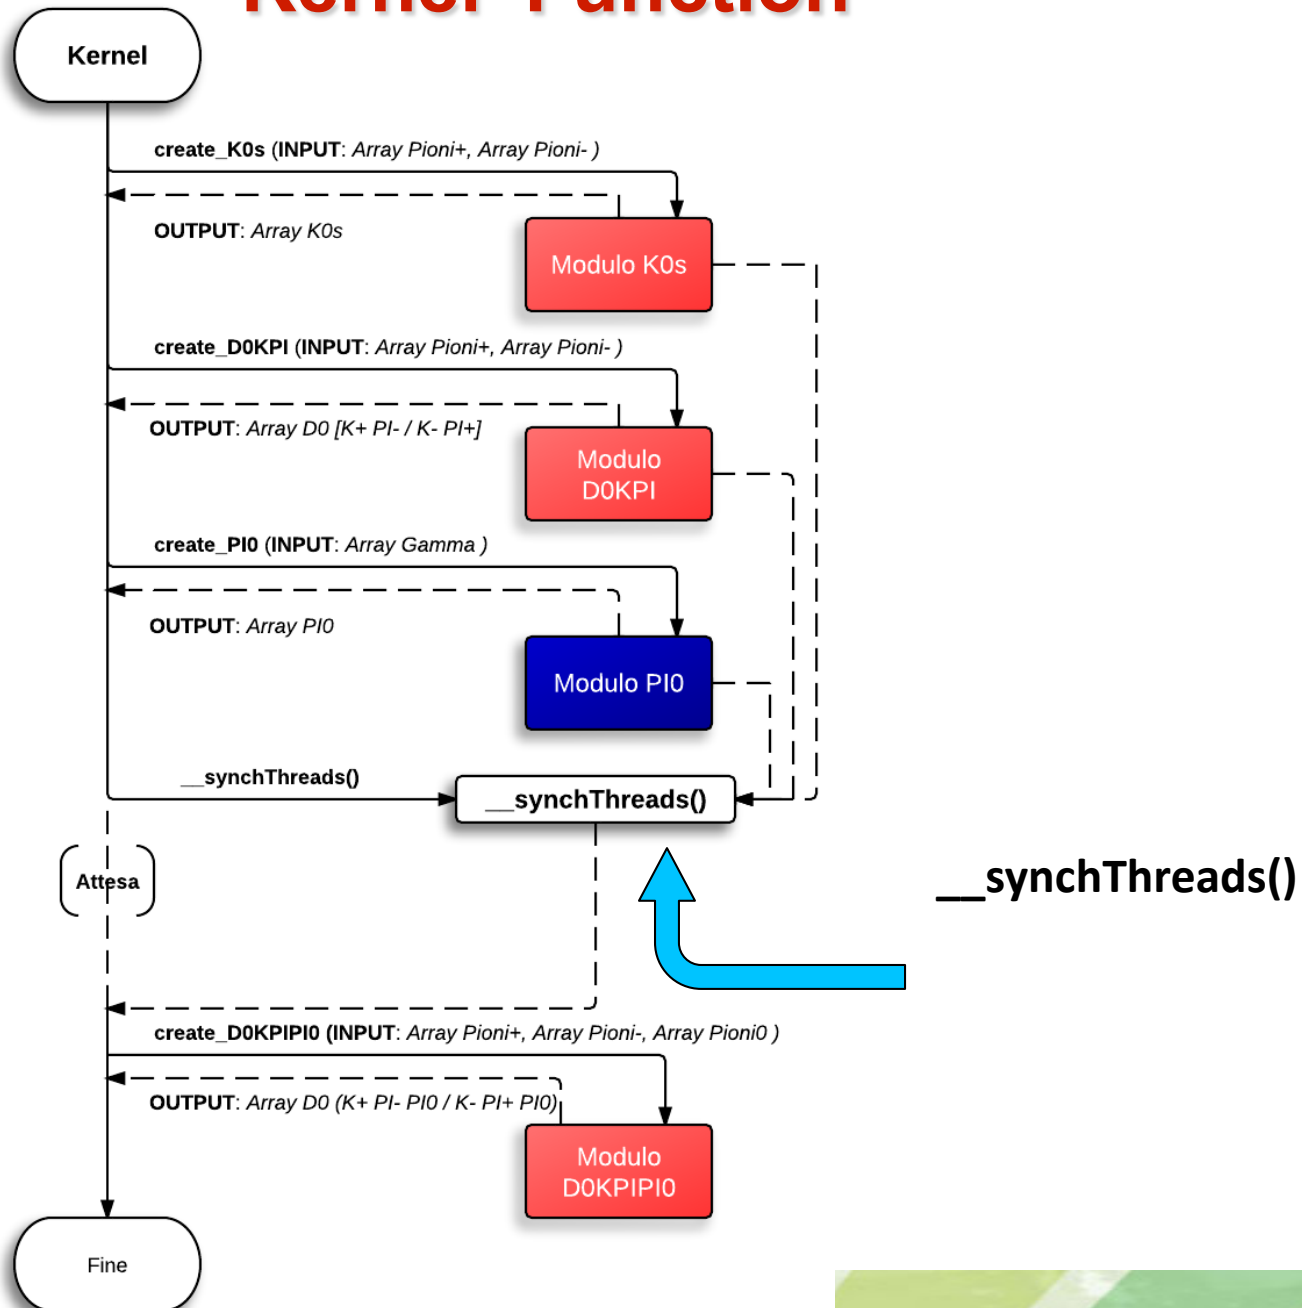 Kernel Function
Kernel
create_K0s (INPUT: Array Pioni+, Array Pioni- )
OUTPUT: Array K0s
Modulo K0s
create_D0KPI (INPUT: Array Pioni+, Array Pioni- )
OUTPUT: Array D0 [K+ PI- / K- PI+]
Modulo
D0KPI
create_PI0 (INPUT: Array Gamma )
OUTPUT: Array PI0
Modulo PI0
__synchThreads()
__synchThreads()
Attesa
__synchThreads()
create_D0KPIPI0 (INPUT: Array Pioni+, Array Pioni-, Array Pioni0 )
OUTPUT: Array D0 (K+ PI- PI0 / K- PI+ PI0)
Modulo
D0KPIPI0
Fine